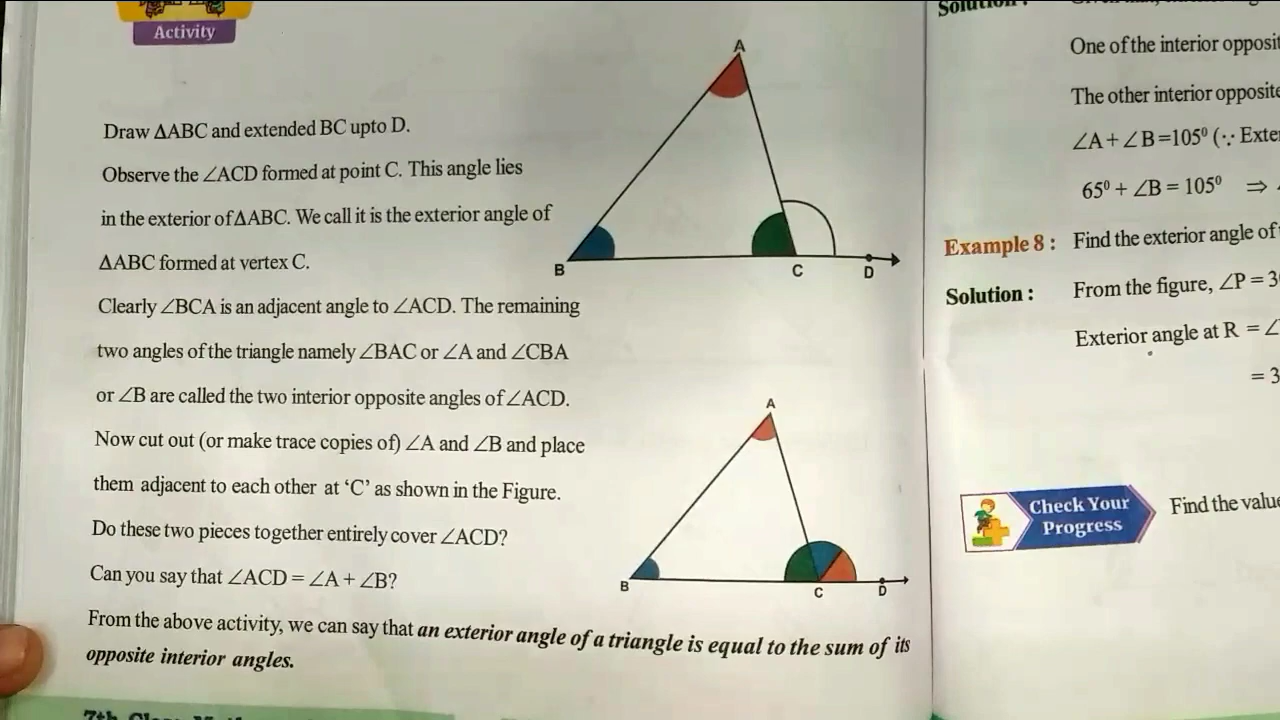 Activity
Draw ΔABC and extended BC upto D.
Observe the ∠ACD formed at point C. This angle lies
in the exterior of ΔABC. We call it is the exterior angle of
ΔABC formed at vertex C.
Clearly ∠BCA is an adjacent angle to ∠ACD. The remaining
two angles of the triangle namely ∠BAC or ∠A and ∠CBA
or ∠B are called the two interior opposite angles of ∠ACD.
Now cut out (or make trace copies of) ∠A and ∠B and place
them adjacent to each other at ‘C’ as shown in the Figure.
Do these two pieces together entirely cover ∠ACD?
Can you say that ∠ACD = ∠A + ∠B?
From the above activity, we can say that an exterior angle of a triangle is equal to the sum of its
opposite interior angles.
A
B
C
D
A
B
C
D
Solution :
One of the interior opposit
The other interior opposite
∠A + ∠B =105⁰ (∵ Exte
65⁰ + ∠B = 105⁰ ⇒
Example 8 : Find the exterior angle of
Solution : From the figure, ∠P = 3
Exterior angle at R = ∠
= 3
Check Your
Progress
Find the value